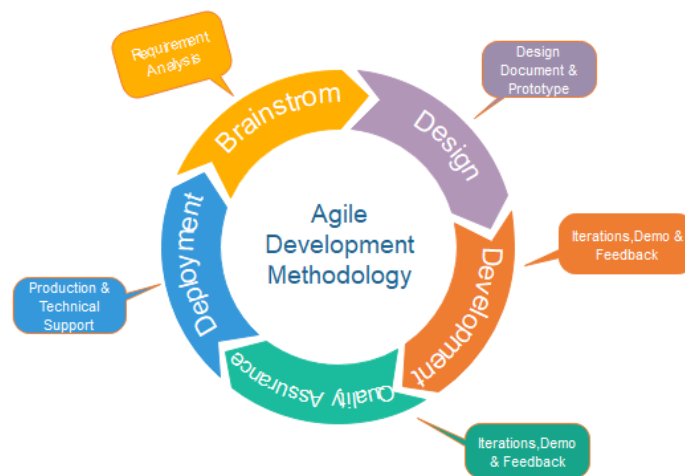 Requirement
Analysis
Brainstrom
Design
Document &
Prototype
Design
Agile
Development
Methodology
Iterations,Demo &
Feedback
Development
Production &
Technical
Support
Deployment
Quality Assurance
Iterations,Demo
& Feedback